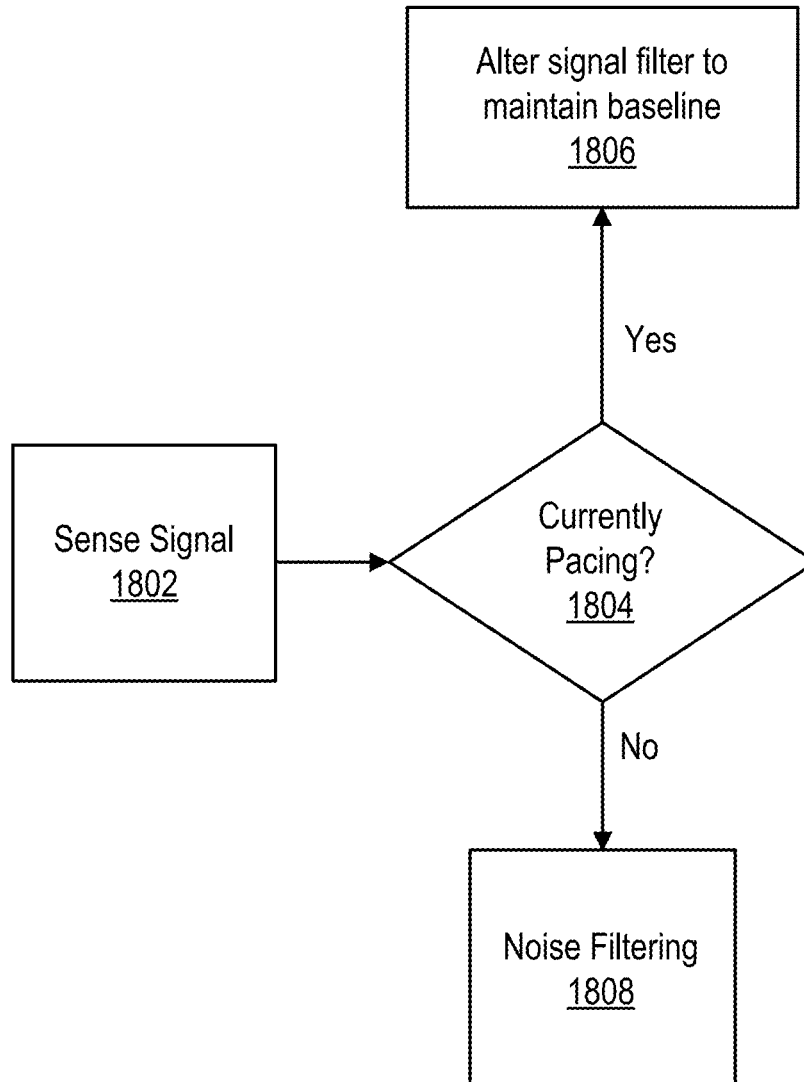 Alter signal filter to
maintain baseline
1806
Yes
Sense Signal
1802
Currently
Pacing?
1804
No
Noise Filtering
1808